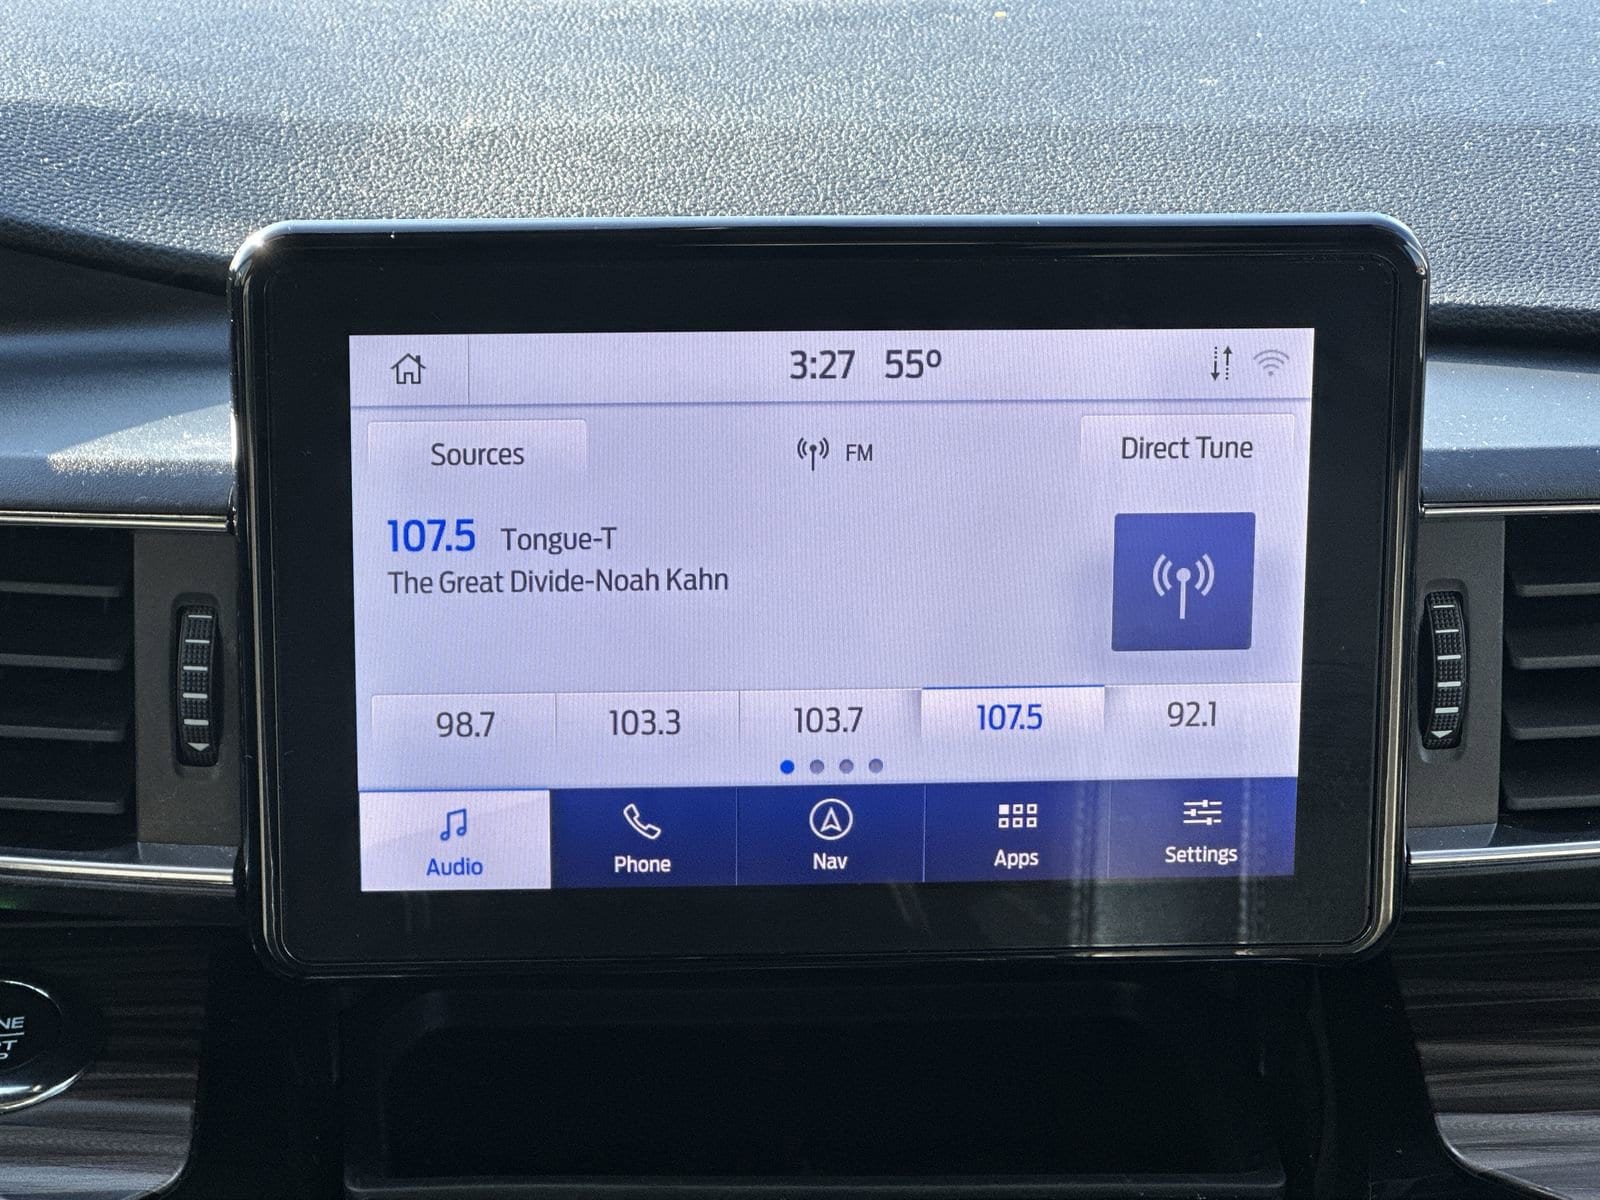 3:27 55º
Sources FM Direct Tune
107.5 Tongue-T
The Great Divide-Noah Kahn
98.7 103.3 103.7 107.5 92.1
Audio Phone Nav Apps Settings